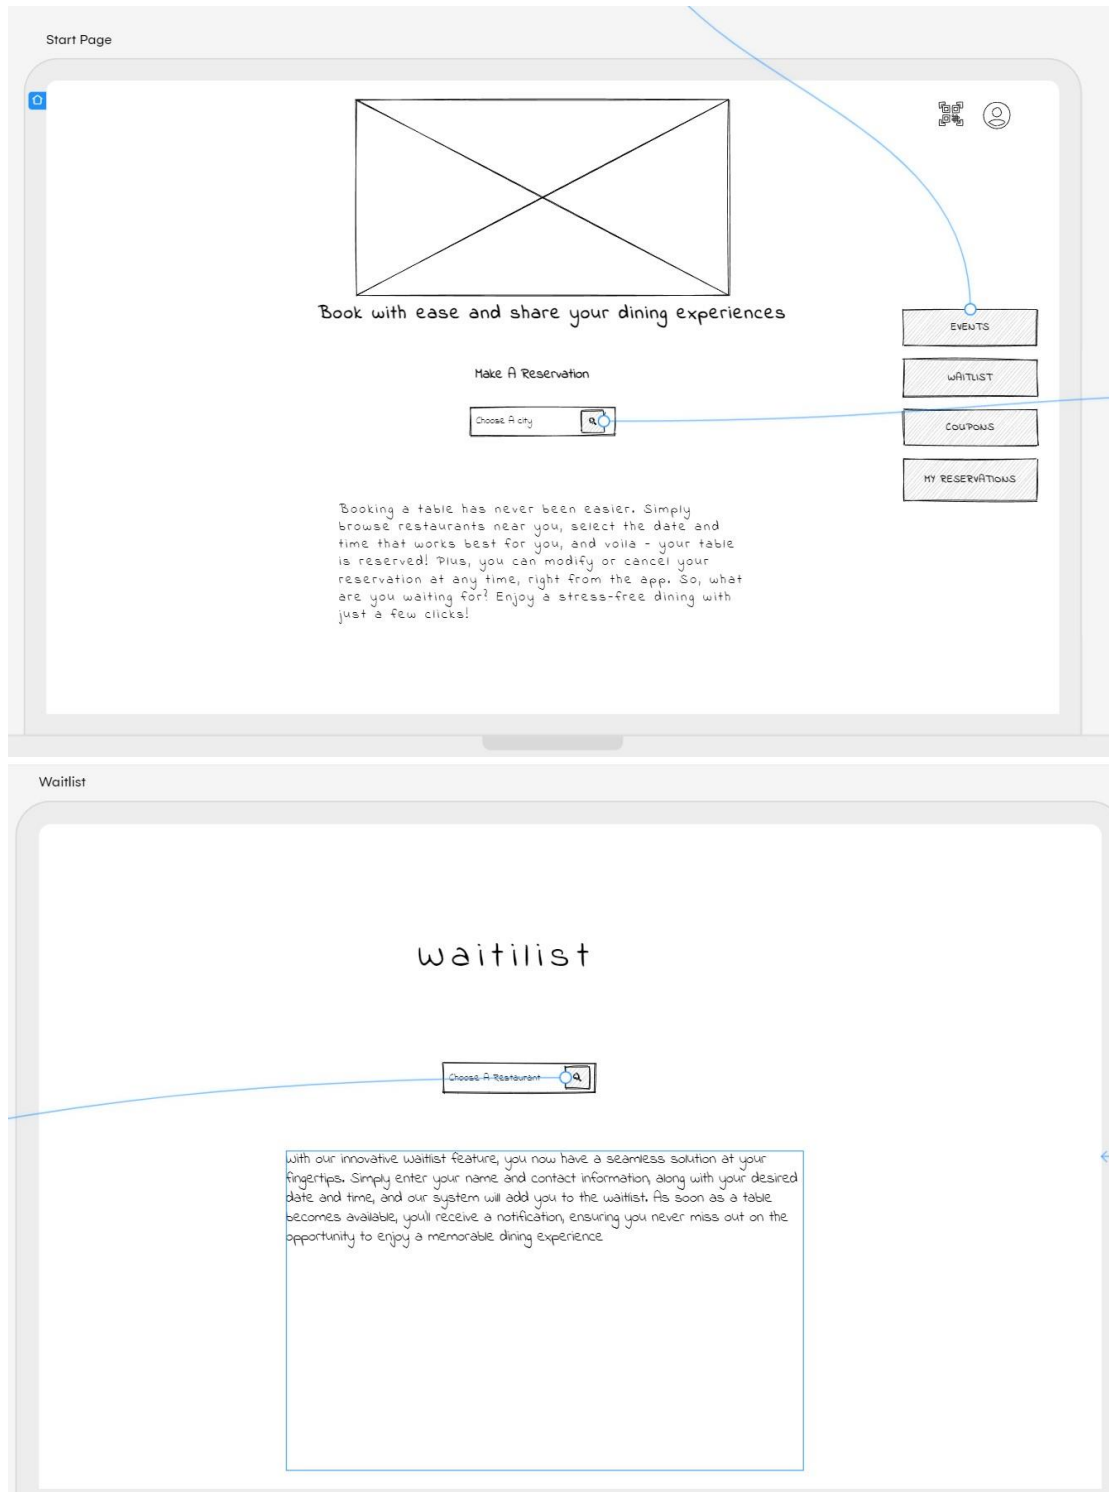 Start Page
Book with ease and share your dining experiences
Make A Reservation
Choose A city
EVENTS
WAITLIST
COUPONS
MY RESERVATIONS
Booking a table has never been easier. Simply
browse restaurants near you, select the date and
time that works best for you, and voila - your table
is reserved! Plus, you can modify or cancel your
reservation at any time, right from the app. So, what
are you waiting for? Enjoy a stress-free dining with
just a few clicks!
Waitlist
waitilist
Choose A Restaurant
With our innovative waitlist feature, you now have a seamless solution at your
fingertips. Simply enter your name and contact information, along with your desired
date and time, and our system will add you to the waitlist. As soon as a table
becomes available, you'll receive a notification, ensuring you never miss out on the
opportunity to enjoy a memorable dining experience